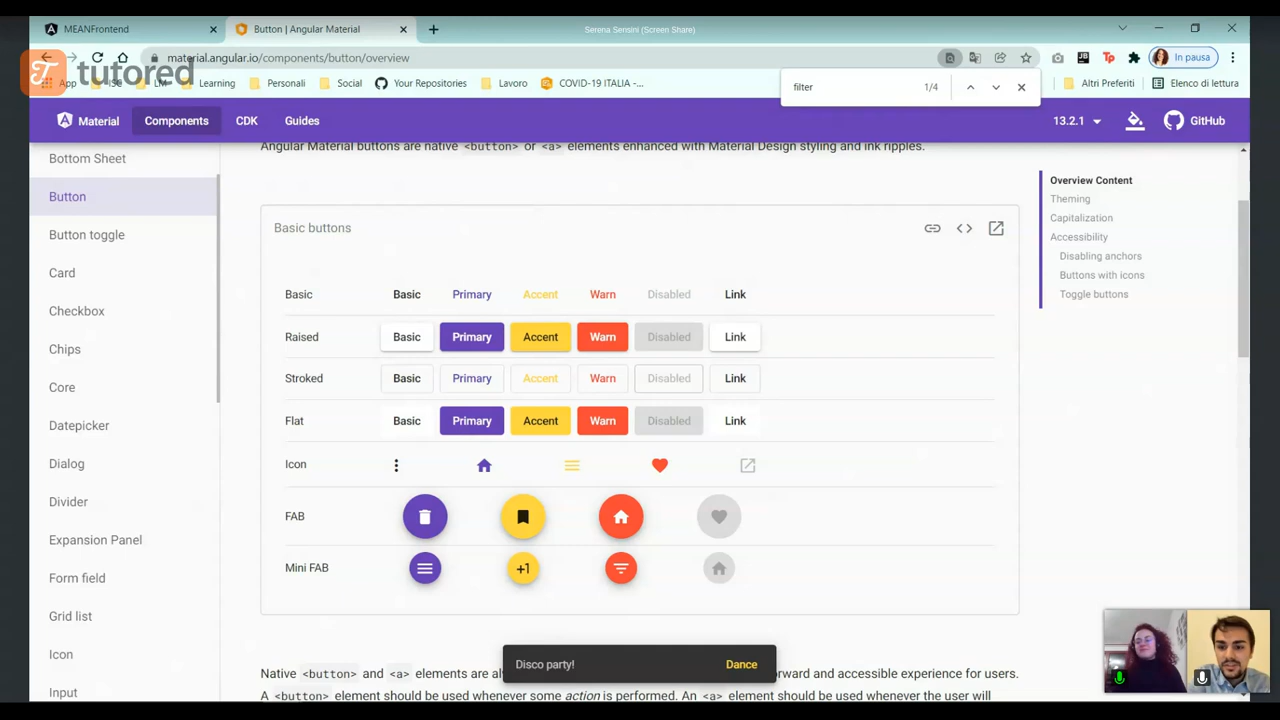 MEANFrontend
Button | Angular Material
Serena Sensini (Screen Share)
material.angular.io/components/button/overview
In pausa
tutored
App
ISC
LM
Learning
Personali
Social
Your Repositories
Lavoro
COVID-19 ITALIA -...
Altri Preferiti
Elenco di lettura
filter
1/4
Material
Components
CDK
Guides
13.2.1
GitHub
Bottom Sheet
Button
Button toggle
Card
Checkbox
Chips
Core
Datepicker
Dialog
Divider
Expansion Panel
Form field
Grid list
Icon
Input
Angular Material buttons are native <button> or <a> elements enhanced with Material Design styling and ink ripples.
Basic buttons
Basic Basic Primary Accent Warn Disabled Link
Raised Basic Primary Accent Warn Disabled Link
Stroked Basic Primary Accent Warn Disabled Link
Flat Basic Primary Accent Warn Disabled Link
Icon
FAB
Mini FAB +1
Native <button> and <a> elements are al
ward and accessible experience for users.
A <button> element should be used whenever some action is performed. An <a> element should be used whenever the user will
Disco party!
Dance
Overview Content
Theming
Capitalization
Accessibility
Disabling anchors
Buttons with icons
Toggle buttons